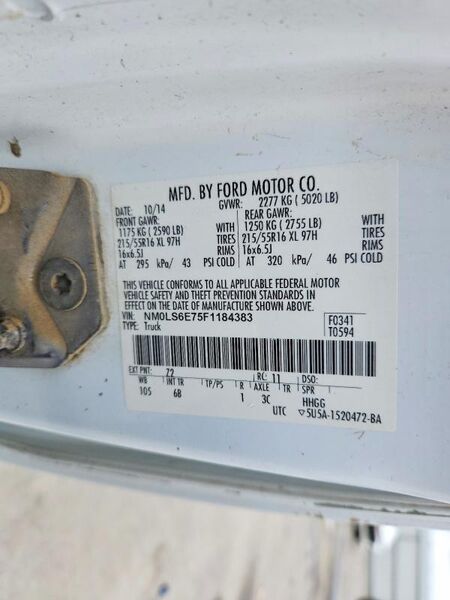 MFD. BY FORD MOTOR CO.
DATE: 10/14 GVWR: 2277 KG ( 5020 LB)
FRONT GAWR: REAR GAWR:
1175 KG ( 2590 LB) 1250 KG ( 2755 LB)
215/55R16 XL 97H TIRES 215/55R16 XL 97H TIRES
16x6.5J RIMS 16x6.5J RIMS
AT 295 kPa/ 43 PSI COLD AT 320 kPa/ 46 PSI COLD
THIS VEHICLE CONFORMS TO ALL APPLICABLE FEDERAL MOTOR
VEHICLE SAFETY AND THEFT PREVENTION STANDARDS IN
EFFECT ON THE DATE OF MANUFACTURE SHOWN ABOVE.
VIN: NM0LS6E75F1184383 F0341
TYPE: Truck T0594
EXT PNT: 72 RC: 11 DSO:
WB INT TR TP/PS R AXLE TR SPR
105 6B 1 3C HHGG
UTC 5USA-1520472-BA